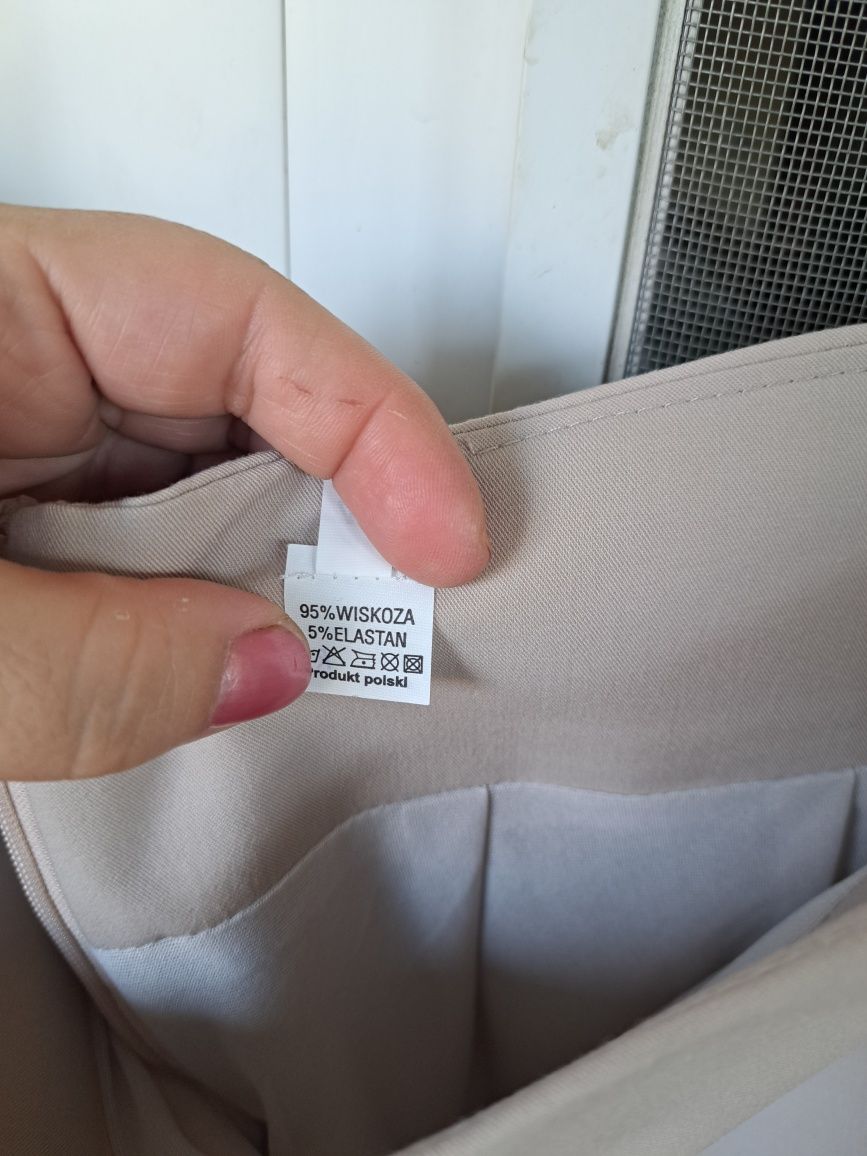 95%WISKOZA
5%ELASTAN
Produkt polski